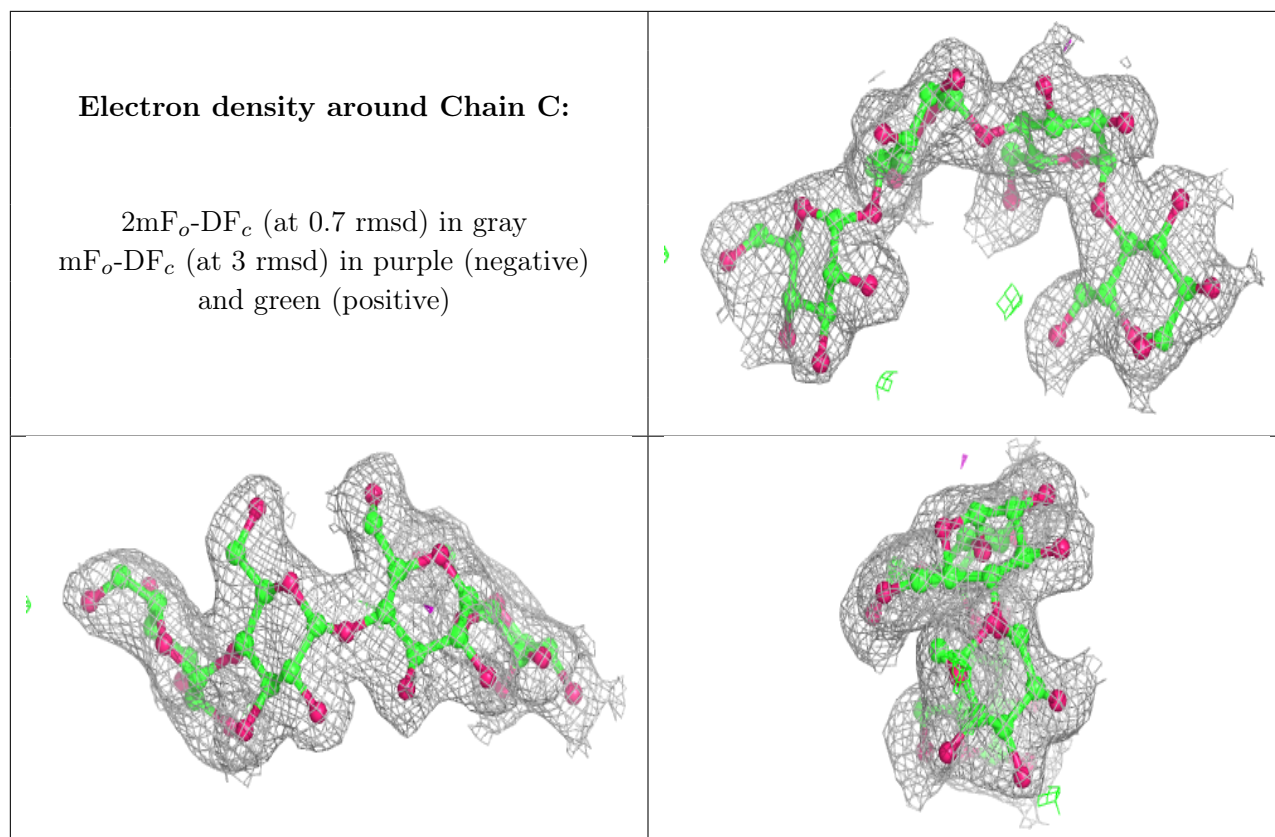 Electron density around Chain C:
2mFₒ-DF𝒸 (at 0.7 rmsd) in gray
mFₒ-DF𝒸 (at 3 rmsd) in purple (negative)
and green (positive)